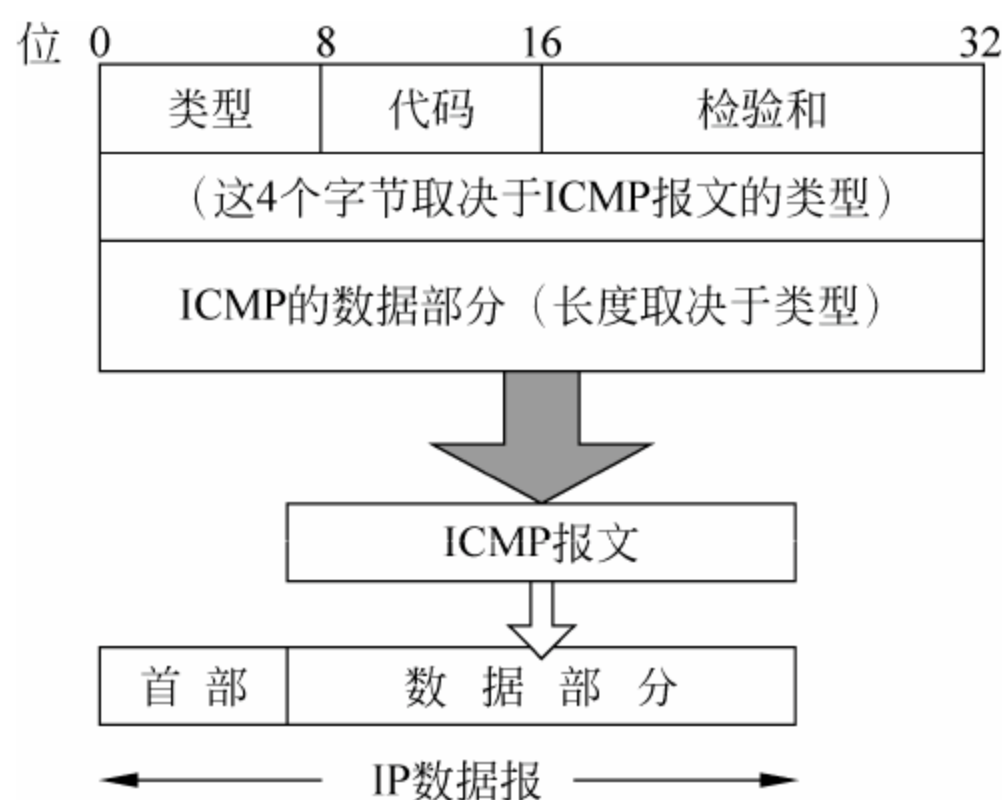 位 0 8 16 32
类型 代码 检验和
（这4个字节取决于ICMP报文的类型）
ICMP的数据部分（长度取决于类型）
ICMP报文
首部 数据部分
IP数据报